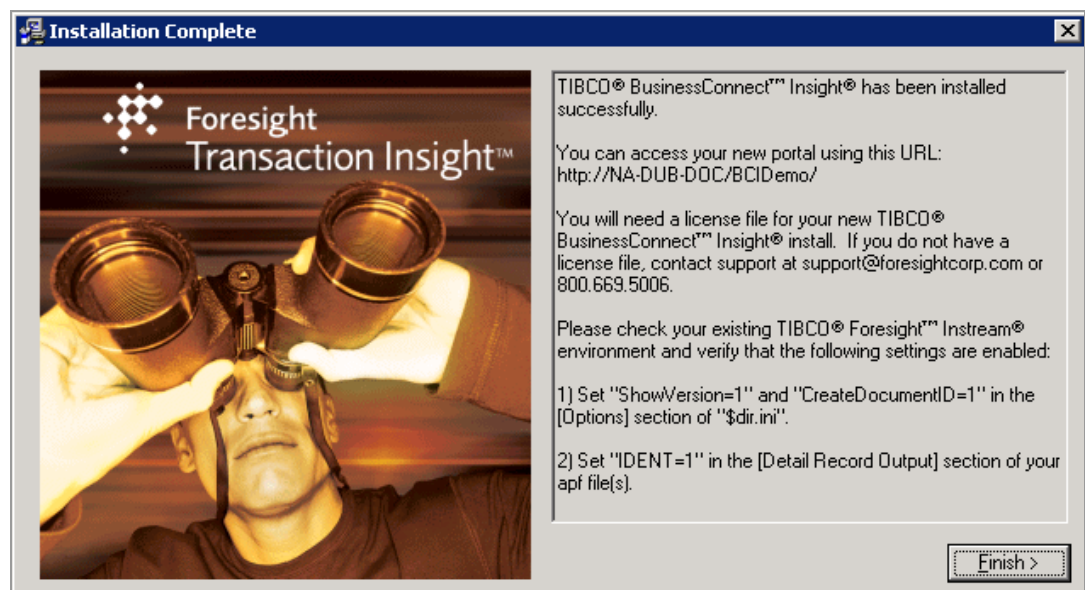 Installation Complete
Foresight
Transaction Insight™
TIBCO® BusinessConnect™ Insight® has been installed
successfully.
You can access your new portal using this URL:
http://NA-DUB-DOC/BCIDemo/
You will need a license file for your new TIBCO®
BusinessConnect™ Insight® install.  If you do not have a
license file, contact support at support@foresightcorp.com or
800.669.5006.
Please check your existing TIBCO® Foresight™ Instream®
environment and verify that the following settings are enabled:
1) Set "ShowVersion=1" and "CreateDocumentID=1" in the
[Options] section of "$dir.ini".
2) Set "IDENT=1" in the [Detail Record Output] section of your
apf file(s).
Finish >